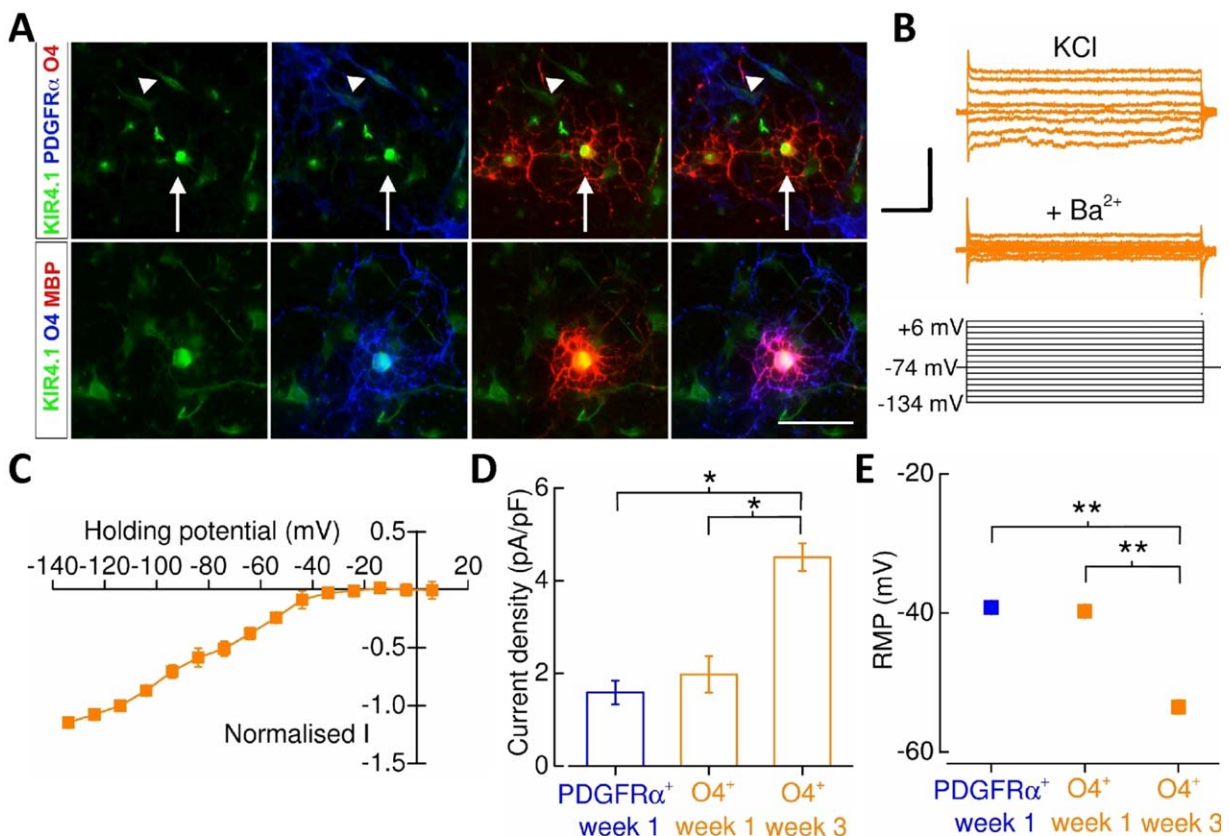 A
KIR4.1 PDGFRα O4
KIR4.1 O4 MBP
B
KCl
+ Ba²⁺
+6 mV
-74 mV
-134 mV
C
Holding potential (mV)
0.5
-140 -120 -100 -80 -60 -40 -20 20
-0.5
-1.0
Normalised I
-1.5
D
Current density (pA/pF)
6
4
2
0
*
*
PDGFRα⁺ O4⁺ O4⁺
week 1 week 1 week 3
E
RMP (mV)
-20
-40
-60
**
**
PDGFRα⁺ O4⁺ O4⁺
week 1 week 1 week 3